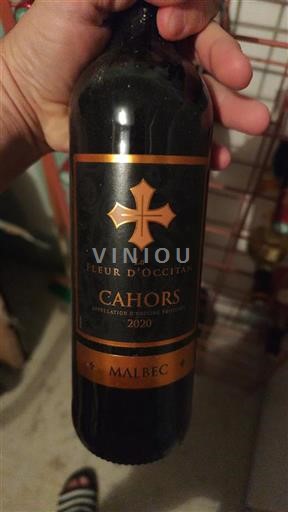 VINIOU
FLEUR D'OCCITAN
CAHORS
APPELLATION D'ORIGINE PROTÉGÉE
2020
MALBEC